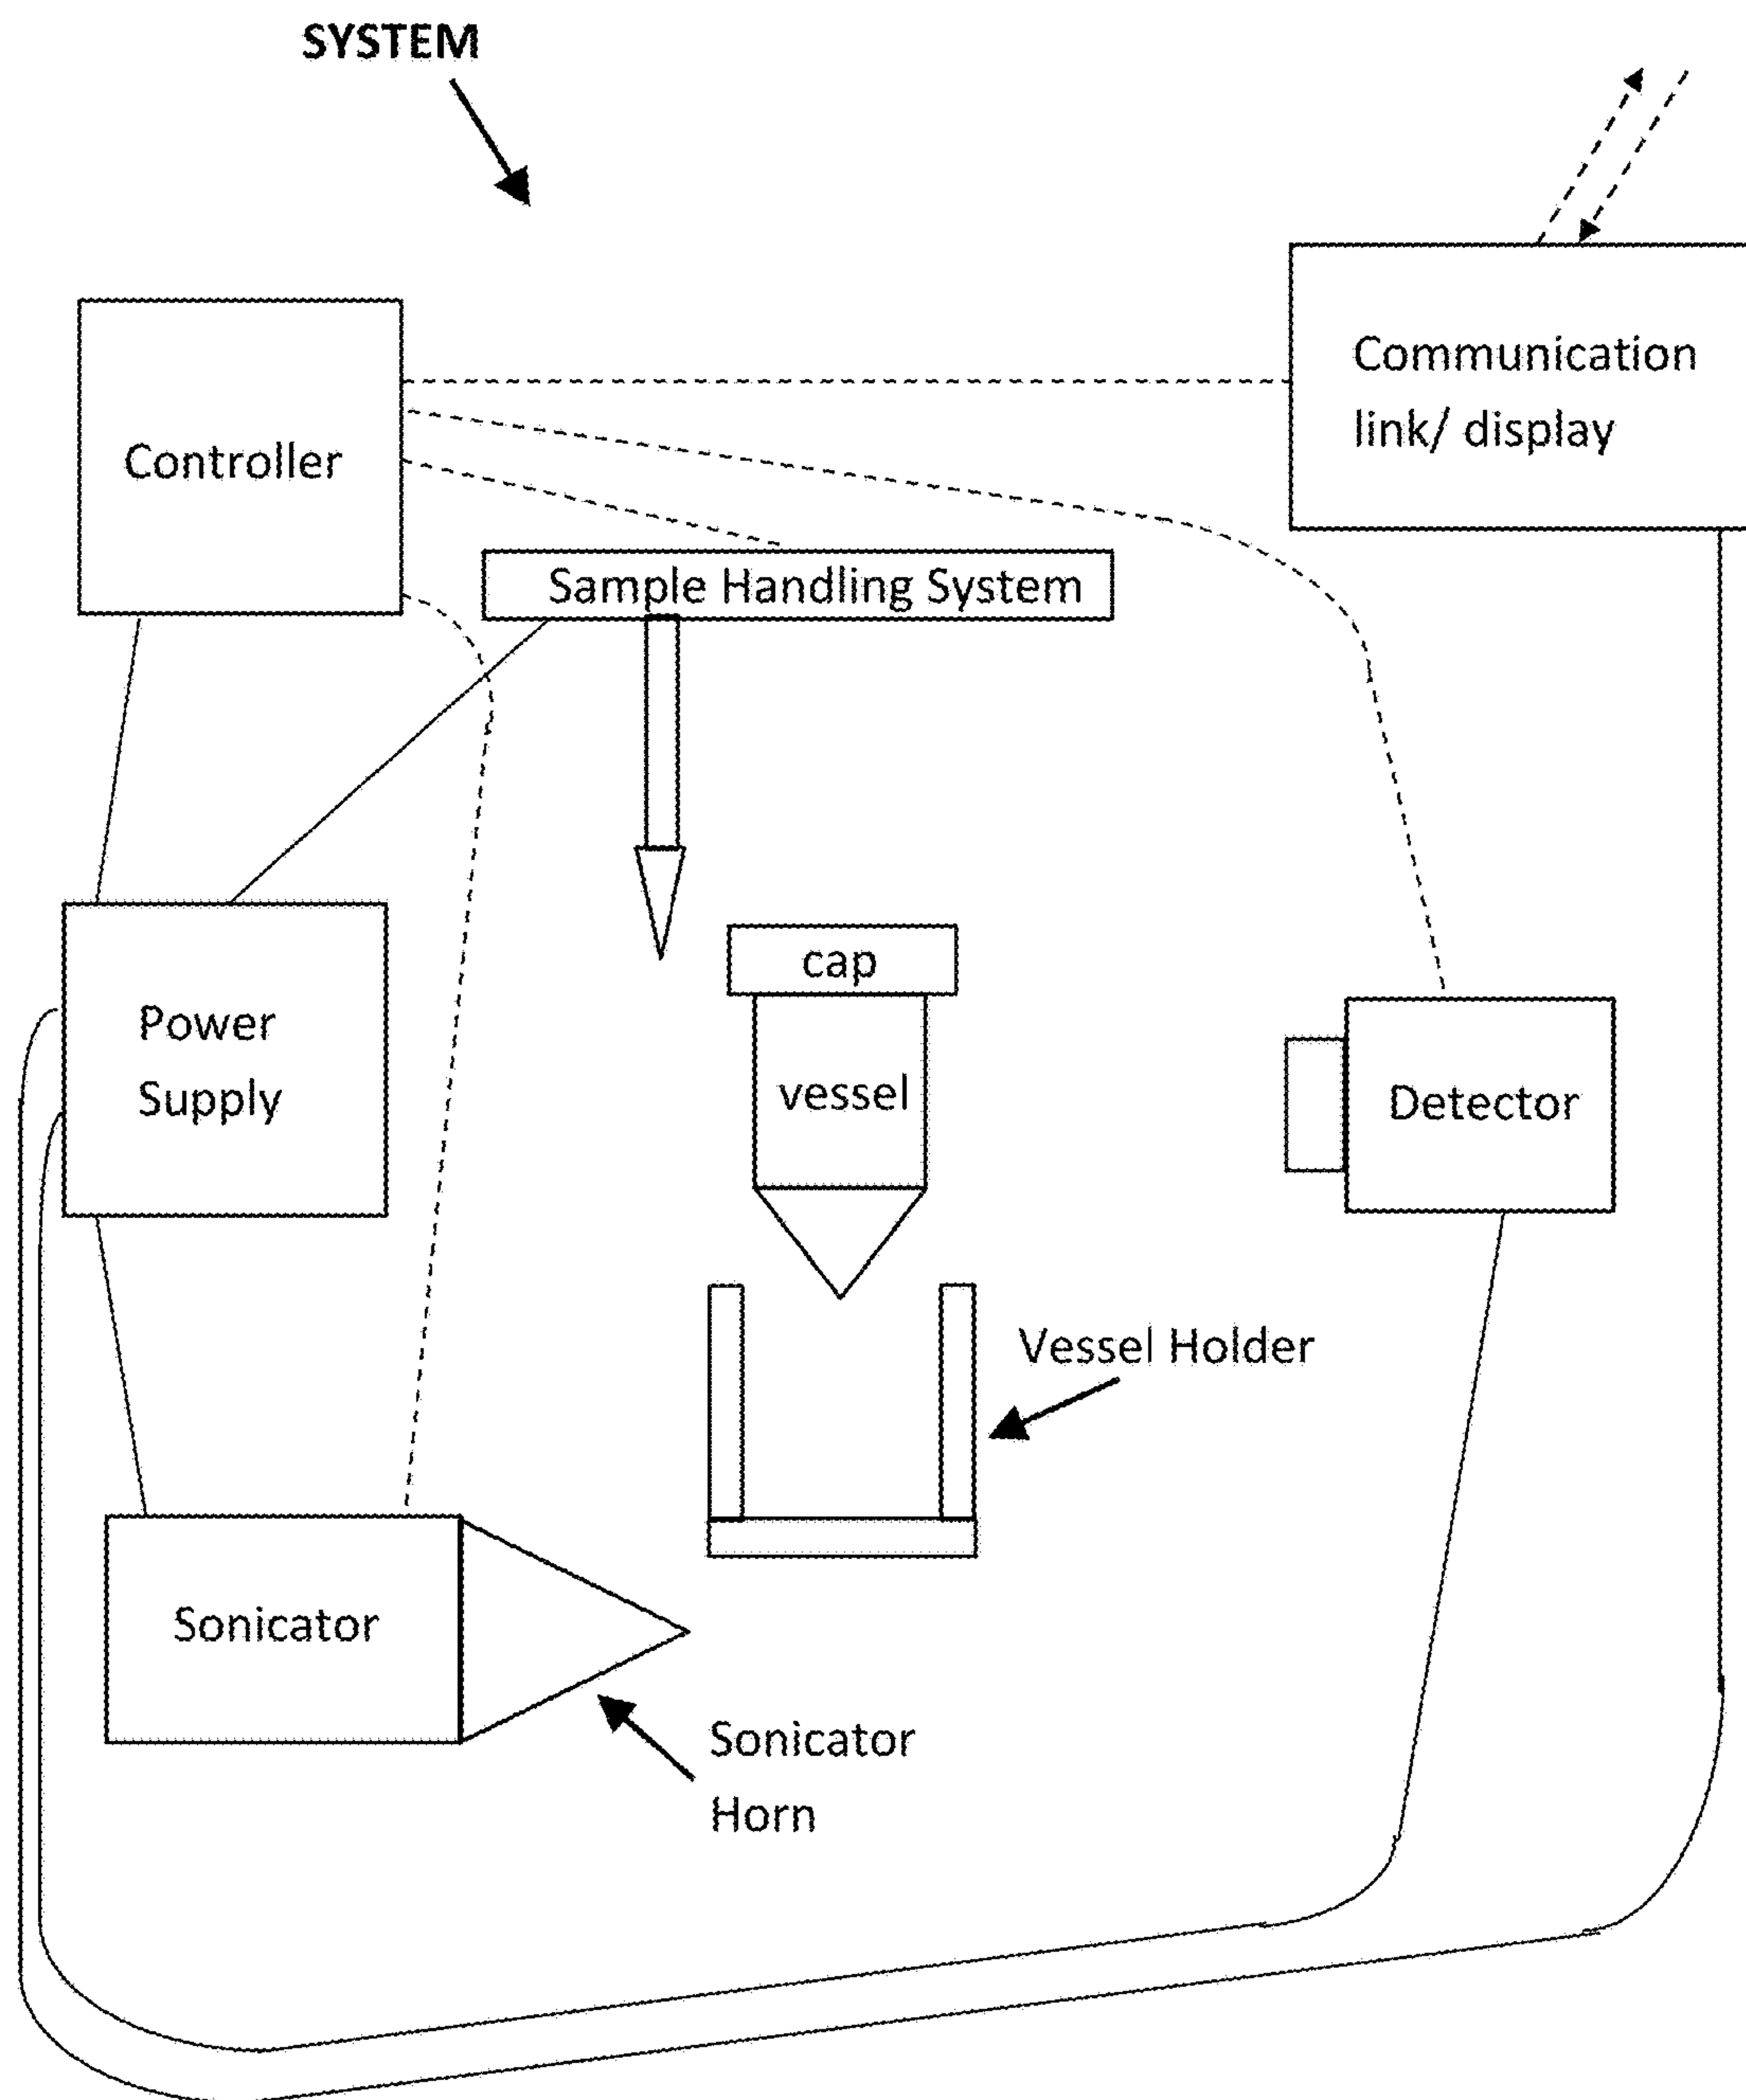 SYSTEM
Communication
link/ display
Controller
Sample Handling System
cap
Power
Supply
vessel
Detector
Vessel Holder
Sonicator
Sonicator
Horn